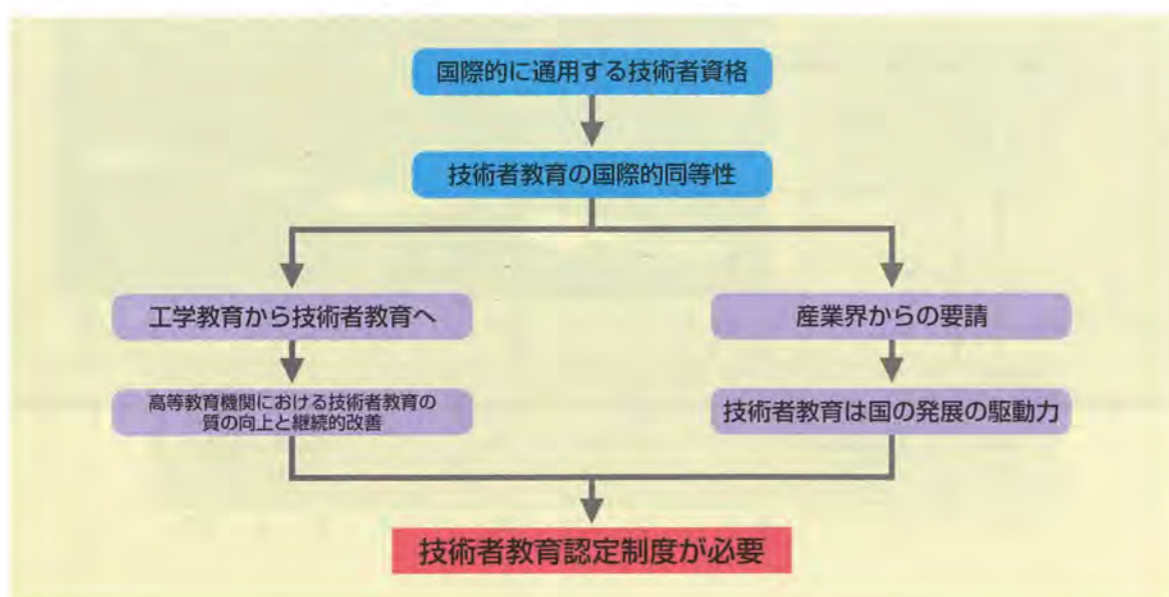 国際的に通用する技術者資格
技術者教育の国際的同等性
工学教育から技術者教育へ
産業界からの要請
高等教育機関における技術者教育の
質の向上と継続的改善
技術者教育は国の発展の駆動力
技術者教育認定制度が必要